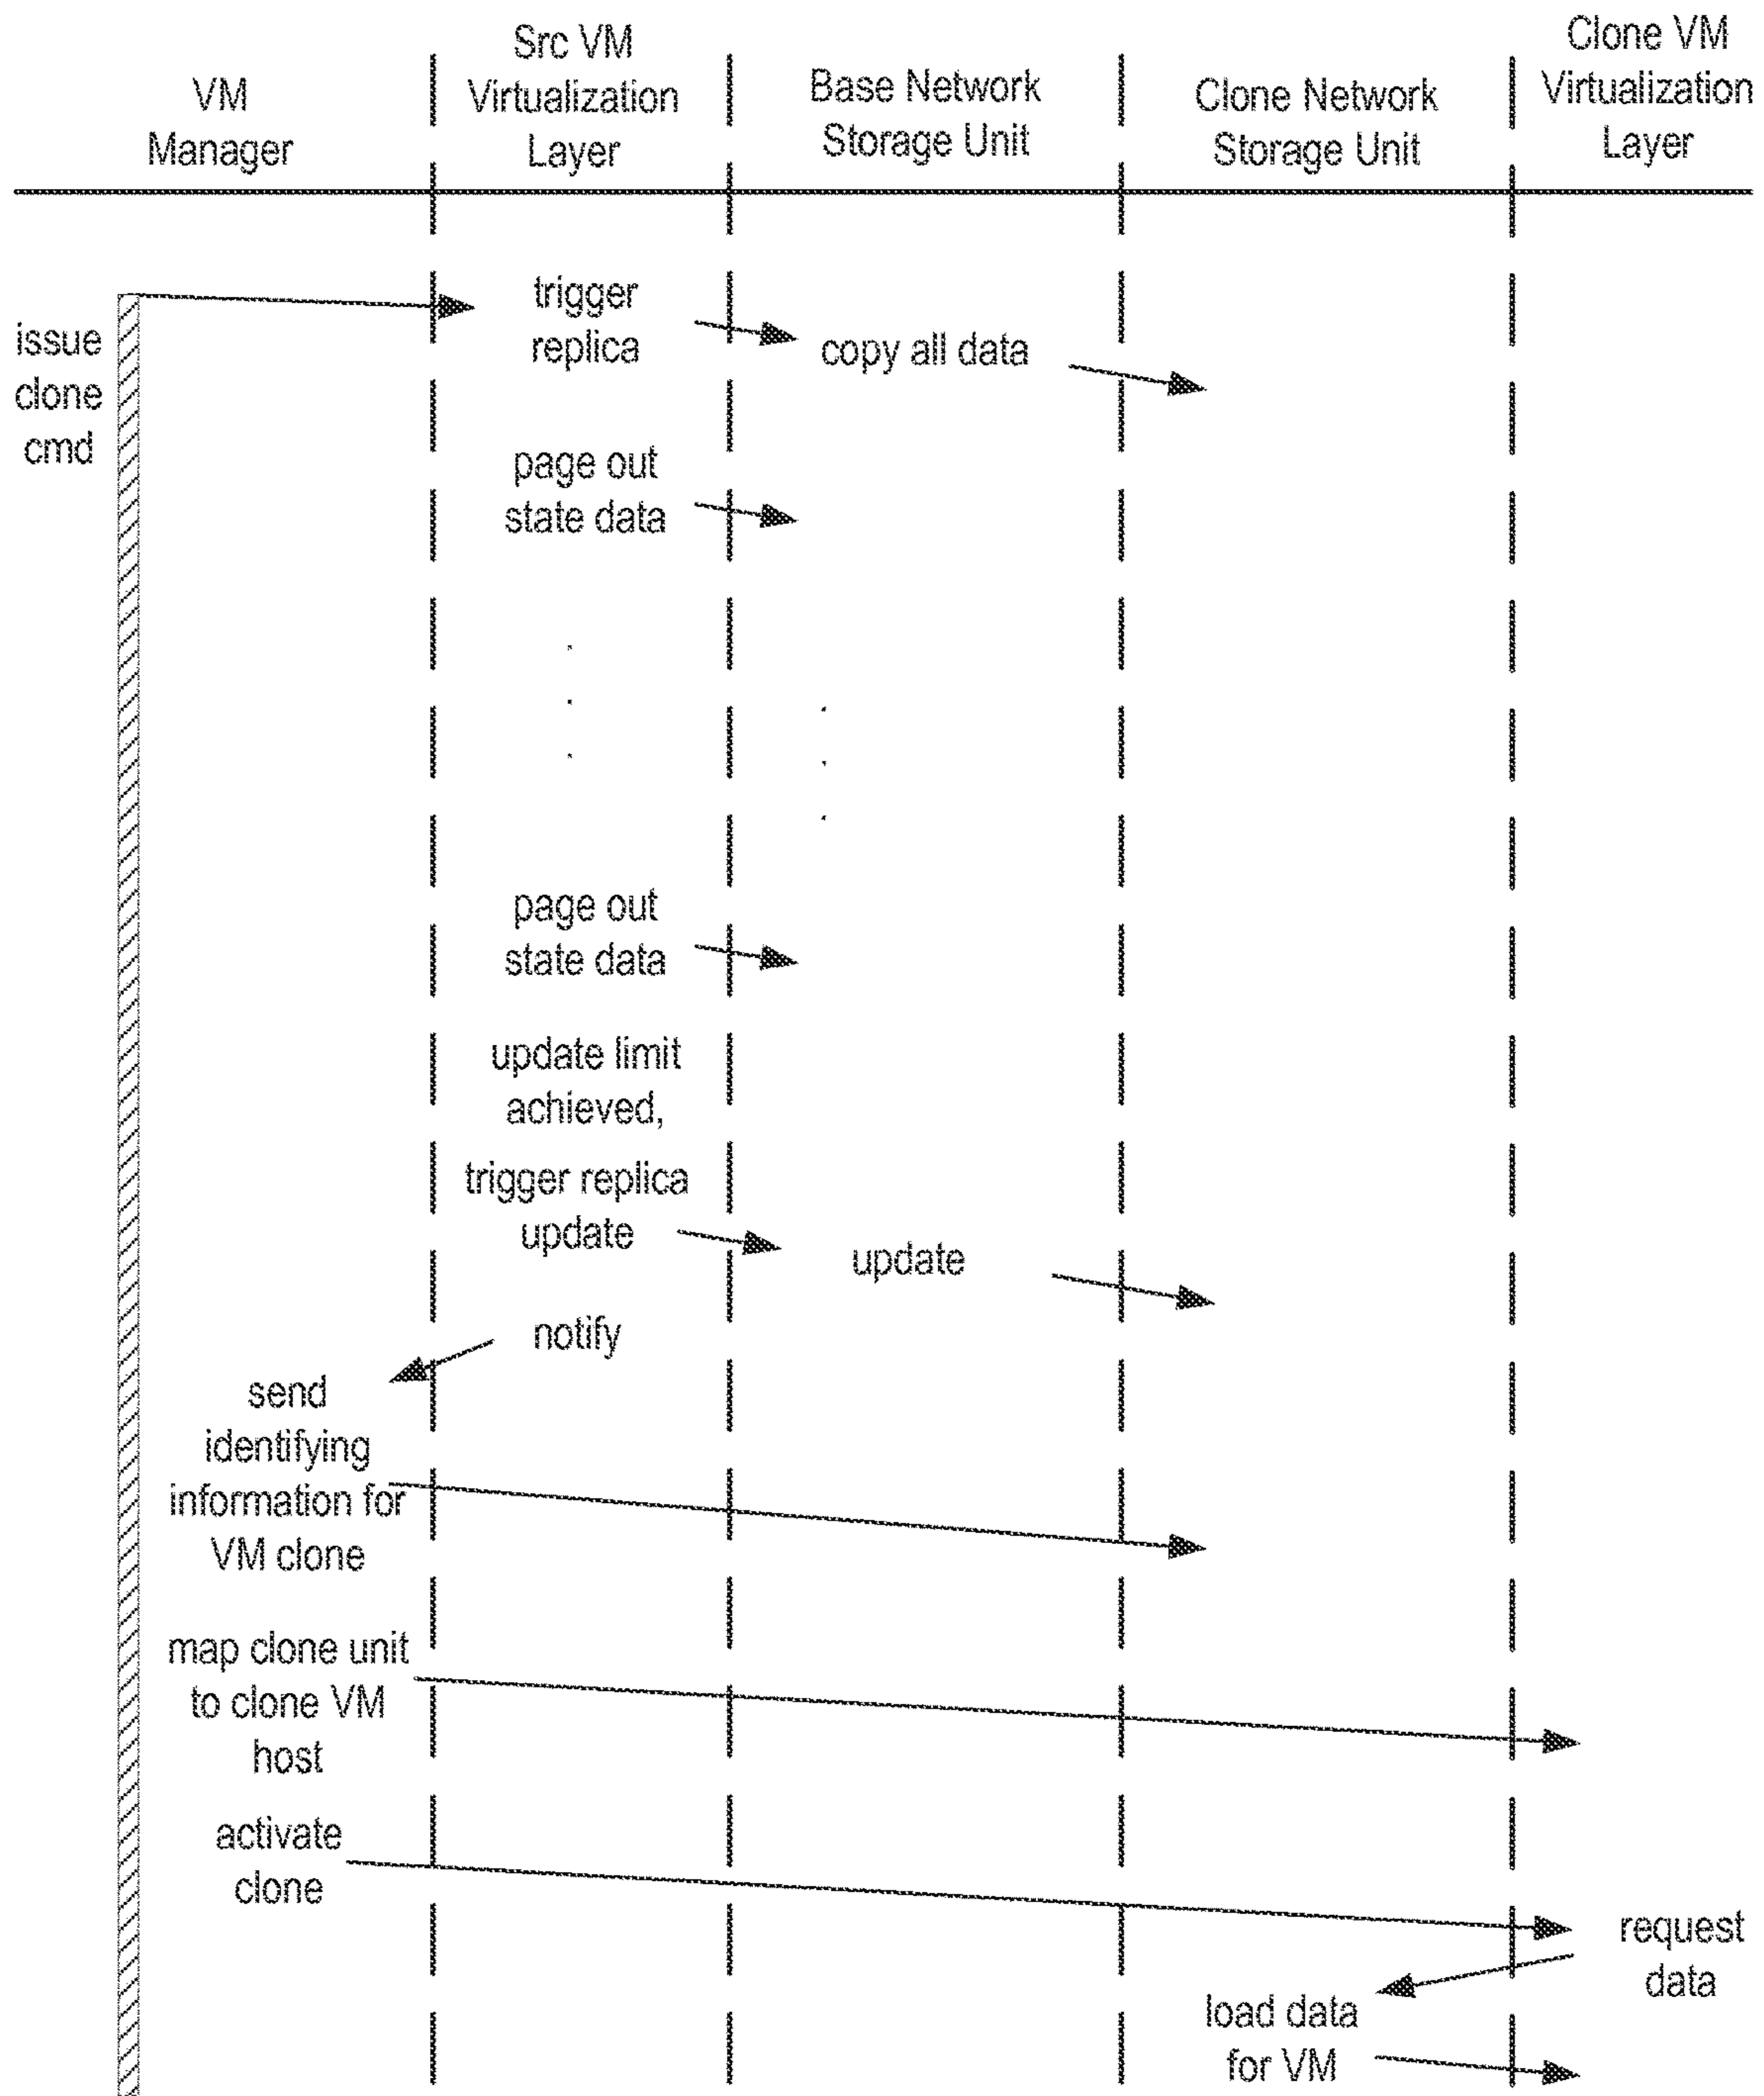 VM
Manager
Src VM
Virtualization
Layer
Base Network
Storage Unit
Clone Network
Storage Unit
Clone VM
Virtualization
Layer
issue
clone
cmd
trigger
replica
copy all data
page out
state data
page out
state data
update limit
achieved,
trigger replica
update
update
notify
send
identifying
information for
VM clone
map clone unit
to clone VM
host
activate
clone
request
data
load data
for VM